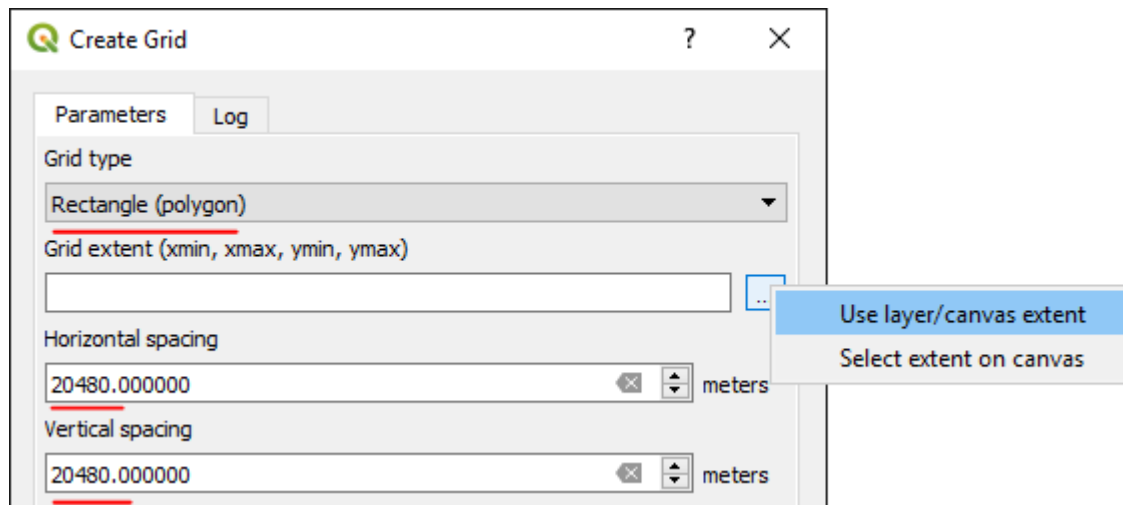 Create Grid
?
Parameters Log
Grid type
Rectangle (polygon)
Grid extent (xmin, xmax, ymin, ymax)
...
Use layer/canvas extent
Select extent on canvas
Horizontal spacing
20480.000000 meters
Vertical spacing
20480.000000 meters